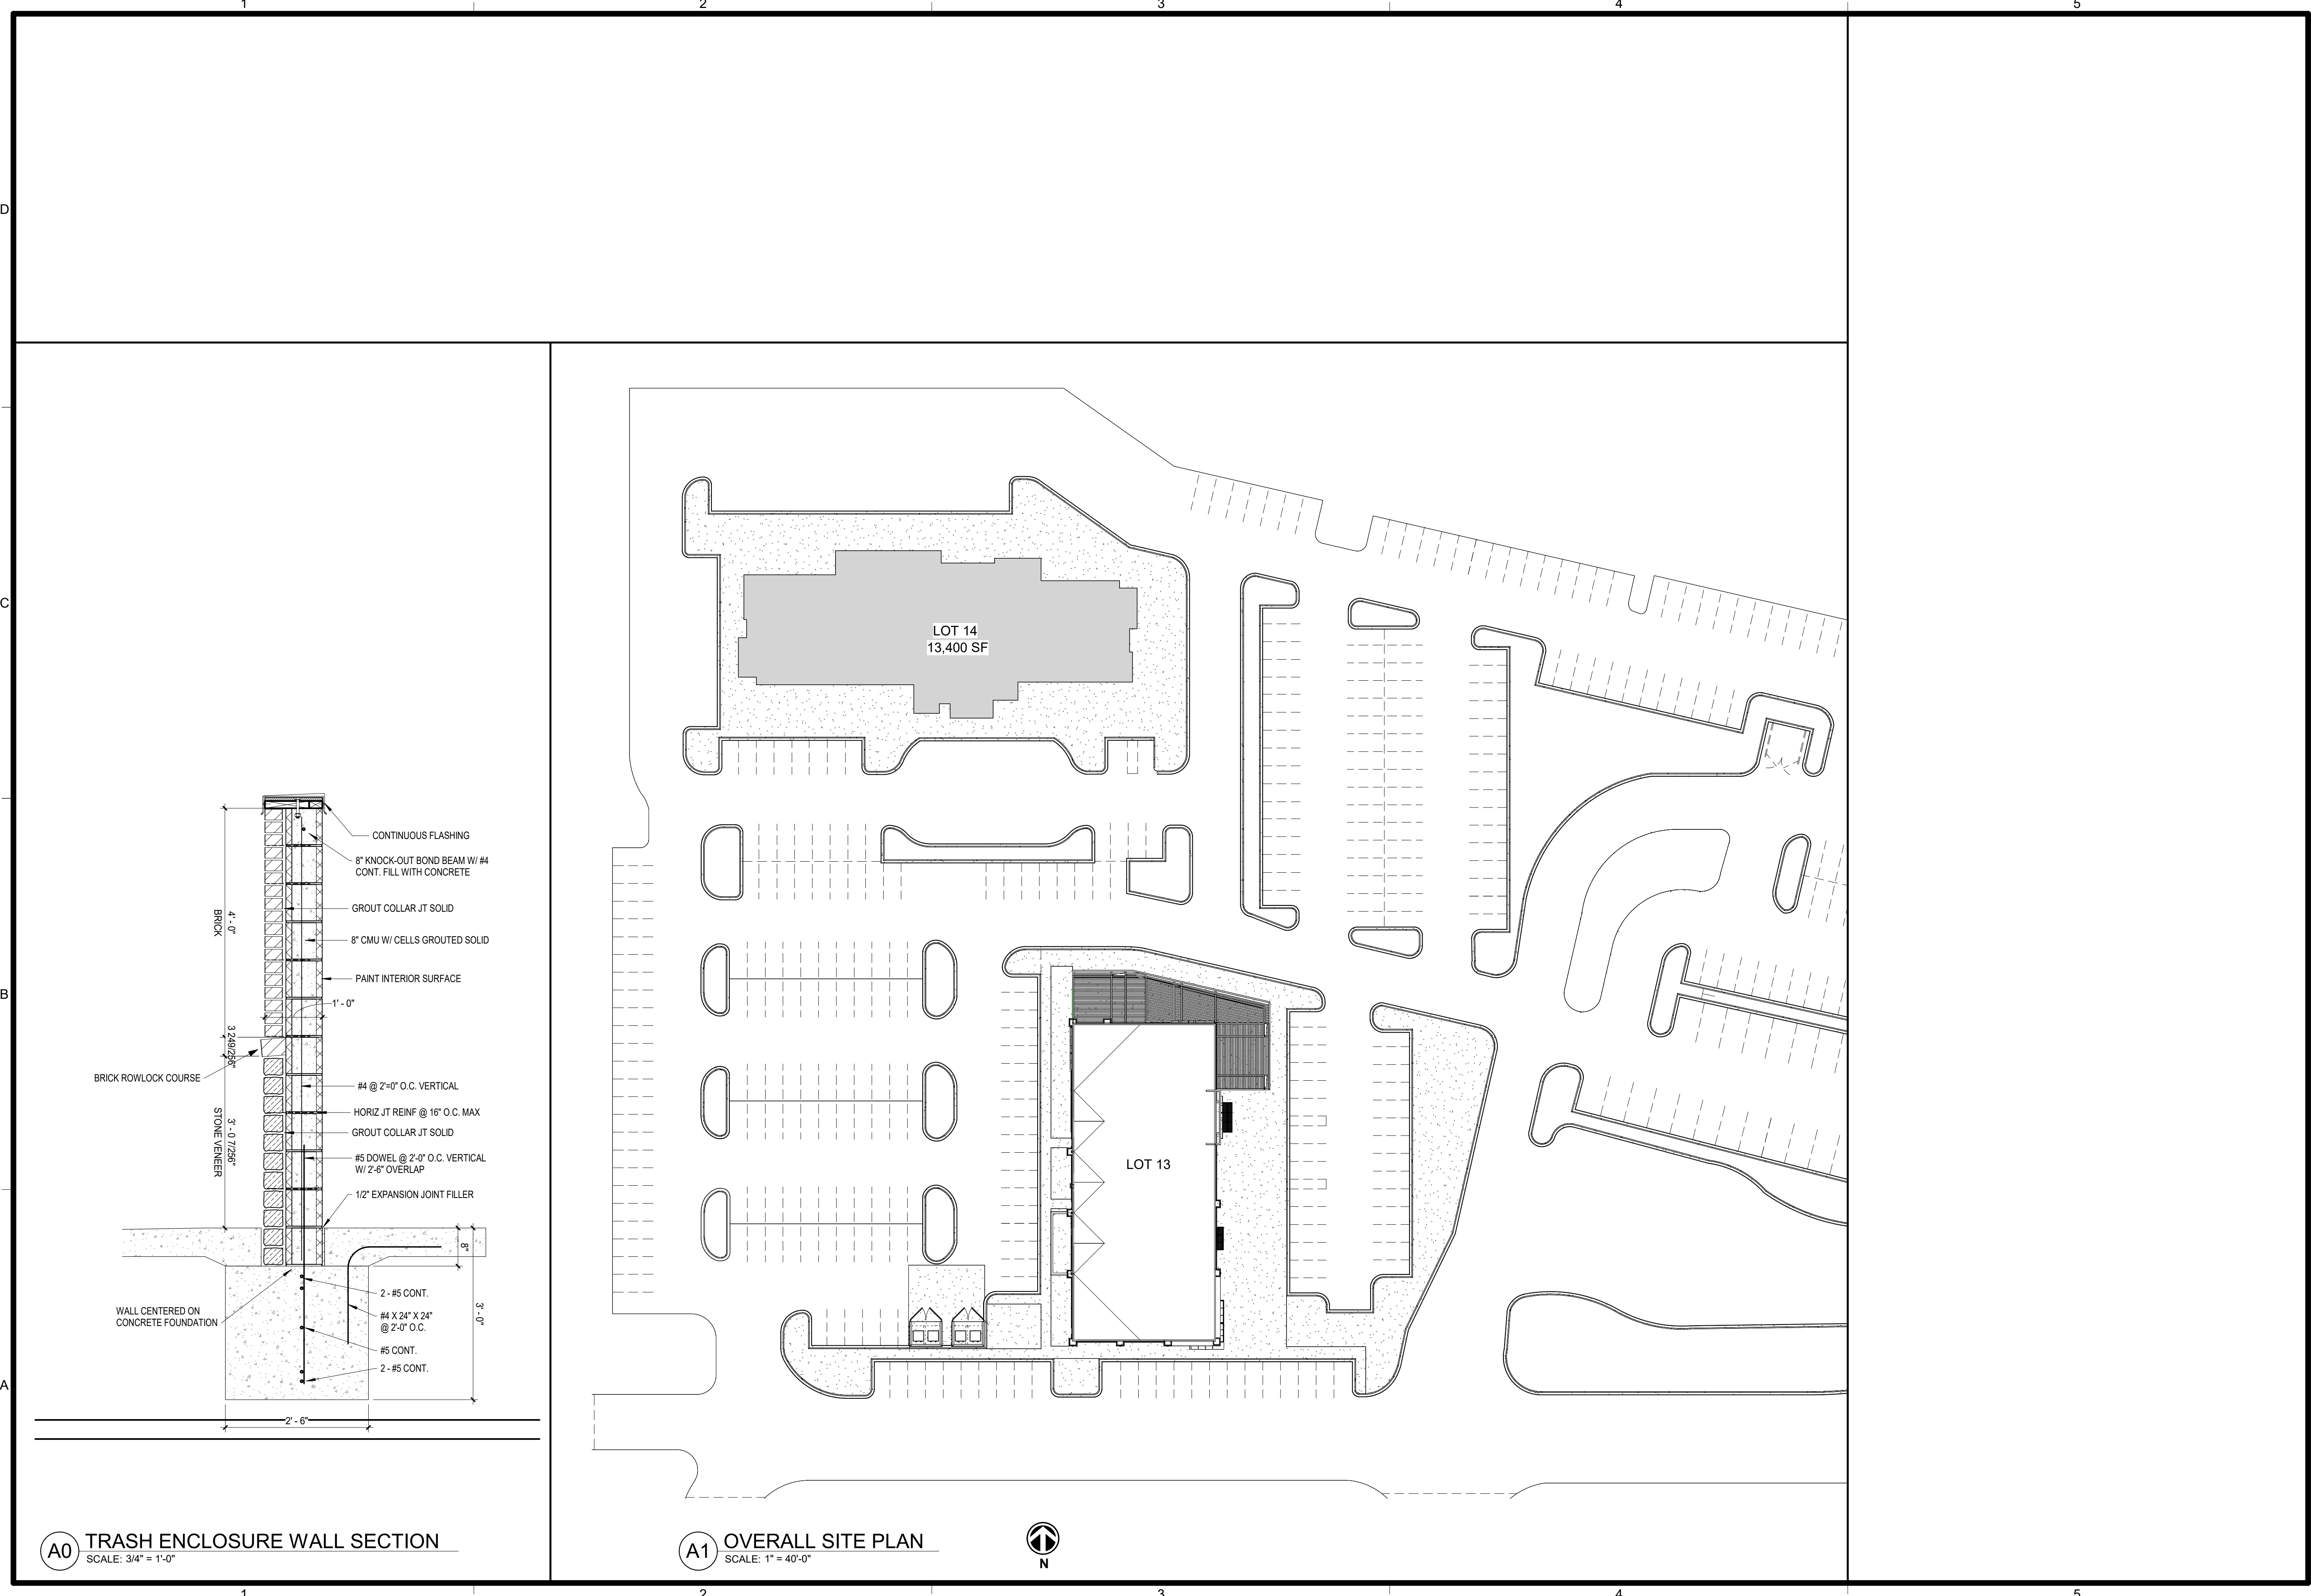 1
2
3
4
5
D
C
B
A
CONTINUOUS FLASHING
8" KNOCK-OUT BOND BEAM W/ #4
CONT. FILL WITH CONCRETE
GROUT COLLAR JT SOLID
8" CMU W/ CELLS GROUTED SOLID
PAINT INTERIOR SURFACE
1' - 0"
4' - 0"
BRICK
3 249/256"
BRICK ROWLOCK COURSE
#4 @ 2'=0" O.C. VERTICAL
HORIZ JT REINF @ 16" O.C. MAX
GROUT COLLAR JT SOLID
3' - 0 7/256"
STONE VENEER
#5 DOWEL @ 2'-0" O.C. VERTICAL
W/ 2'-6" OVERLAP
1/2" EXPANSION JOINT FILLER
8"
2 - #5 CONT.
WALL CENTERED ON
CONCRETE FOUNDATION
#4 X 24" X 24"
@ 2'-0" O.C.
3' - 0"
#5 CONT.
2 - #5 CONT.
2' - 6"
A0
TRASH ENCLOSURE WALL SECTION
SCALE: 3/4" = 1'-0"
LOT 14
13,400 SF
LOT 13
A1
OVERALL SITE PLAN
SCALE: 1" = 40'-0"
N
1
2
3
4
5